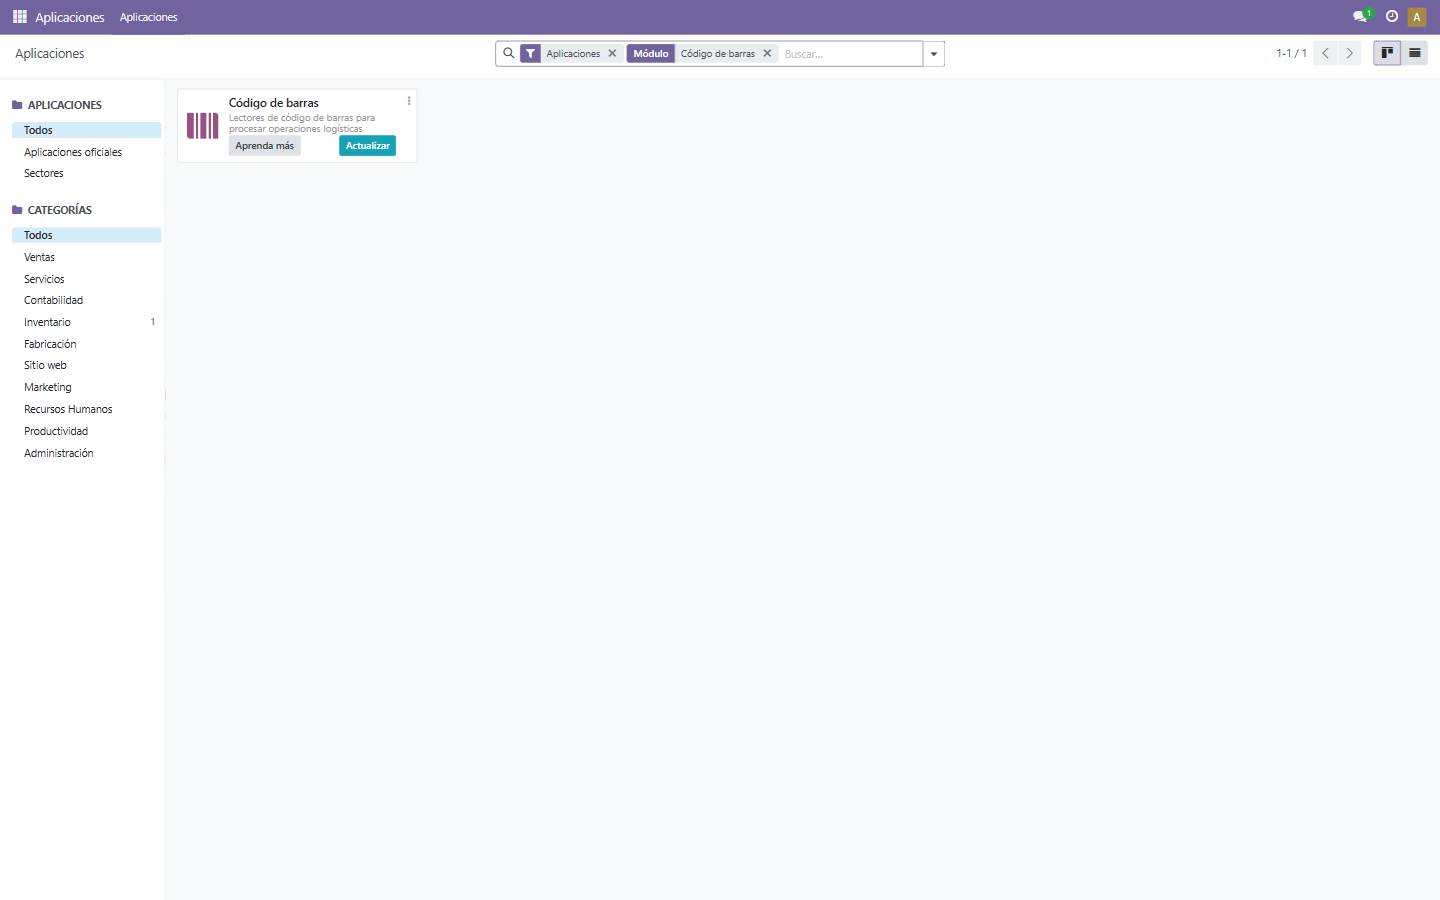 Aplicaciones Aplicaciones 1 A
Aplicaciones Aplicaciones Módulo Código de barras Buscar... 1-1 / 1
APLICACIONES
Todos
Aplicaciones oficiales
Sectores
CATEGORÍAS
Todos
Ventas
Servicios
Contabilidad
Inventario 1
Fabricación
Sitio web
Marketing
Recursos Humanos
Productividad
Administración
Código de barras
Lectores de código de barras para
procesar operaciones logísticas
Aprenda más Actualizar